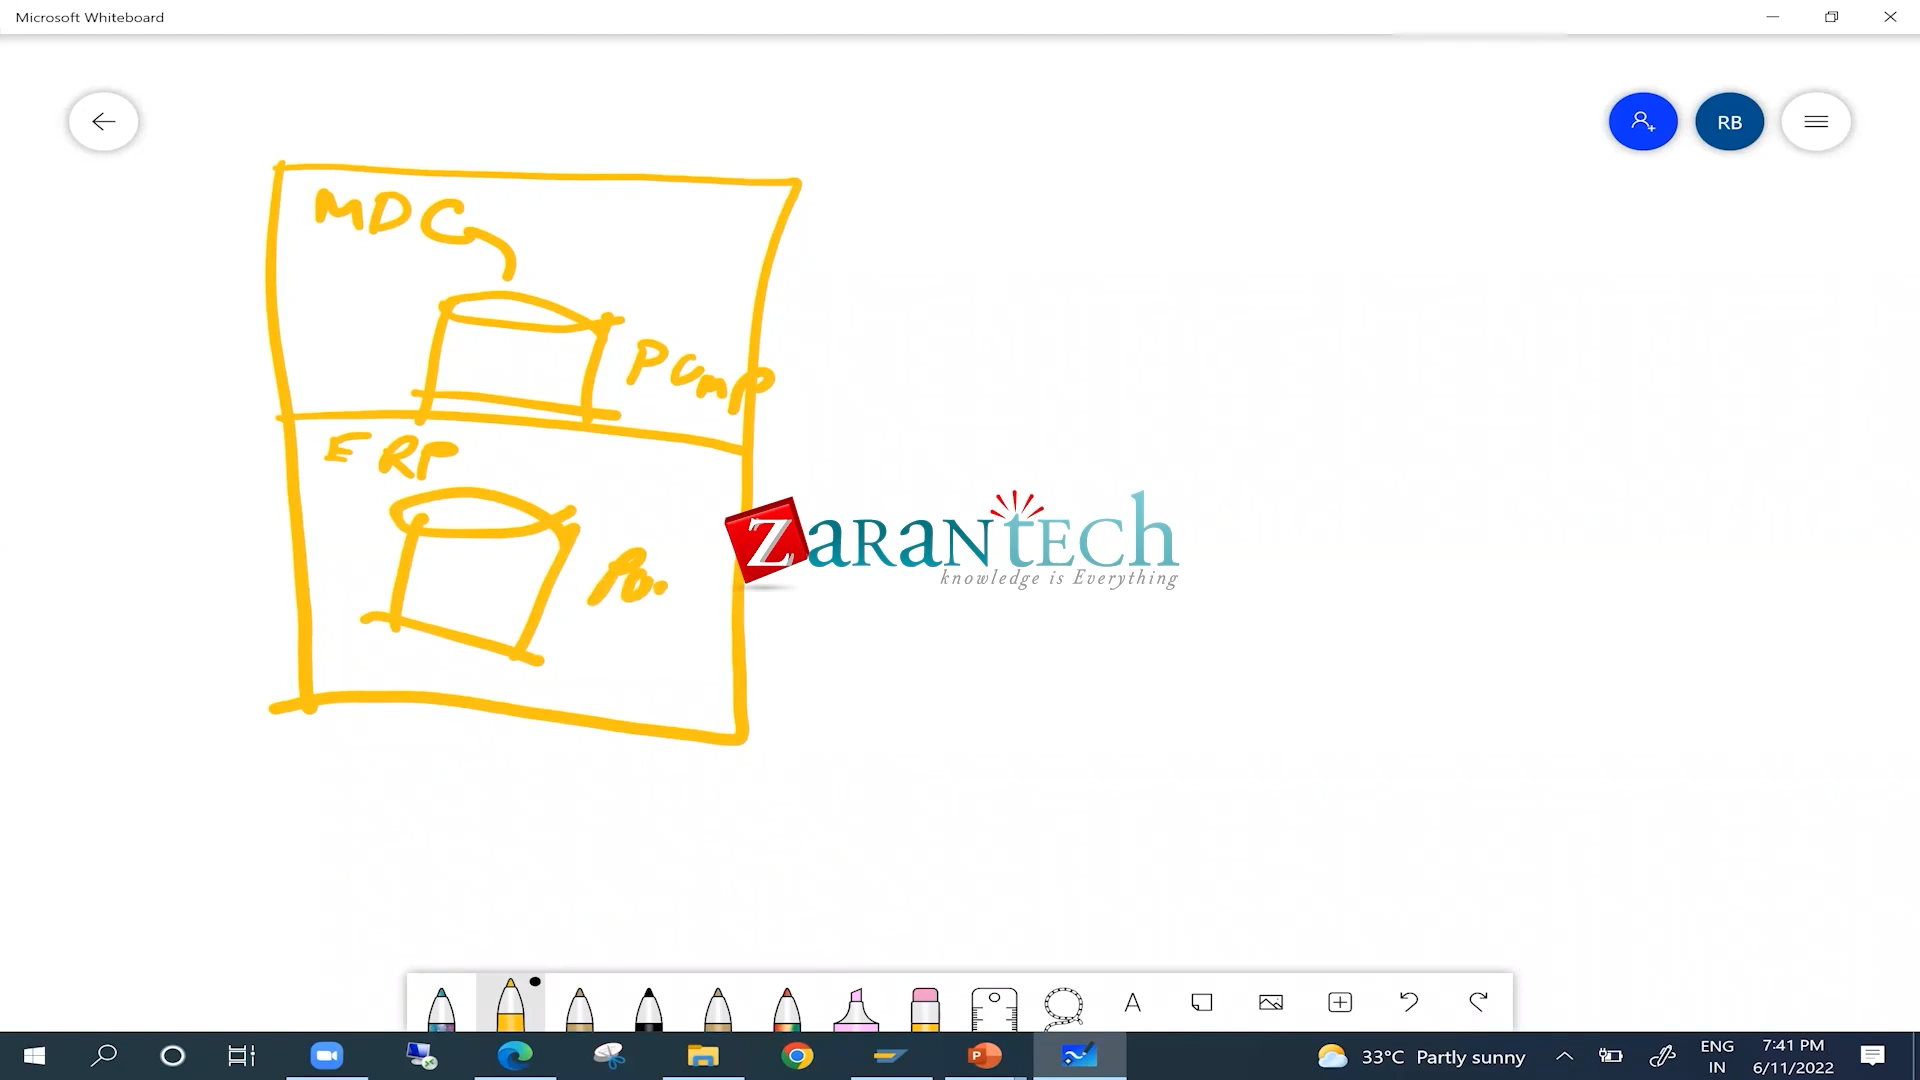 Microsoft Whiteboard
RB
MDC
Pump
ERP
ZaranTech
knowledge is Everything
A
33°C Partly sunny
ENG
IN
7:41 PM
6/11/2022